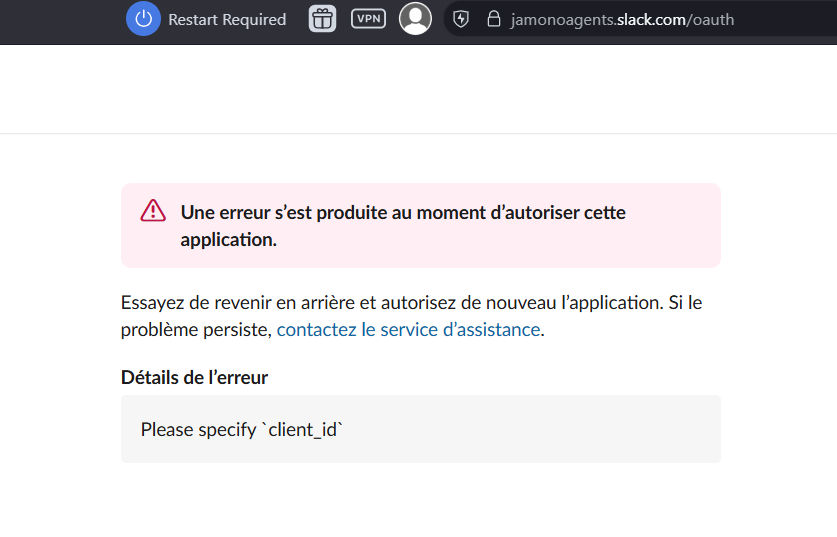 Restart Required
VPN
jamonoagents.slack.com/oauth
Une erreur s’est produite au moment d’autoriser cette
application.
Essayez de revenir en arrière et autorisez de nouveau l’application. Si le
problème persiste, contactez le service d’assistance.
Détails de l’erreur
Please specify `client_id`